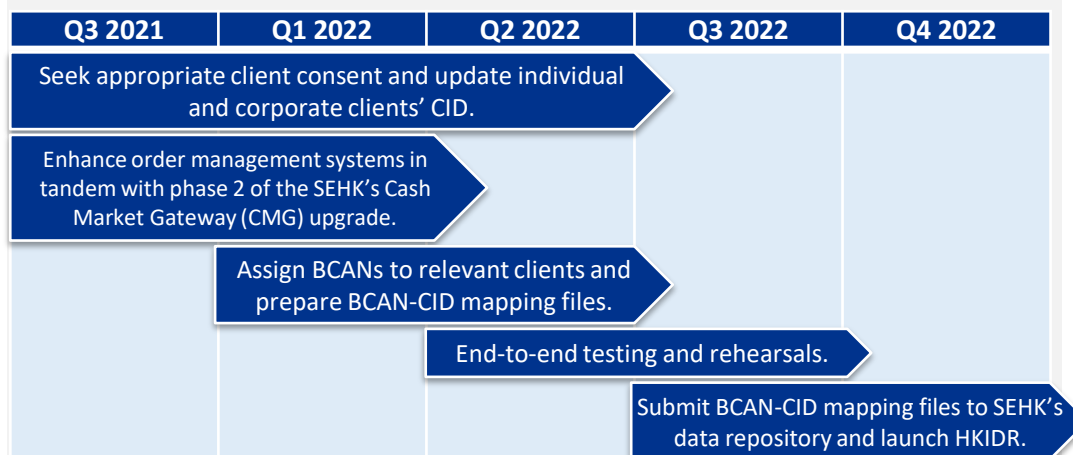 Q3 2021 Q1 2022 Q2 2022 Q3 2022 Q4 2022
Seek appropriate client consent and update individual
and corporate clients’ CID.
Enhance order management systems in
tandem with phase 2 of the SEHK’s Cash
Market Gateway (CMG) upgrade.
Assign BCANs to relevant clients and
prepare BCAN-CID mapping files.
End-to-end testing and rehearsals.
Submit BCAN-CID mapping files to SEHK’s
data repository and launch HKIDR.